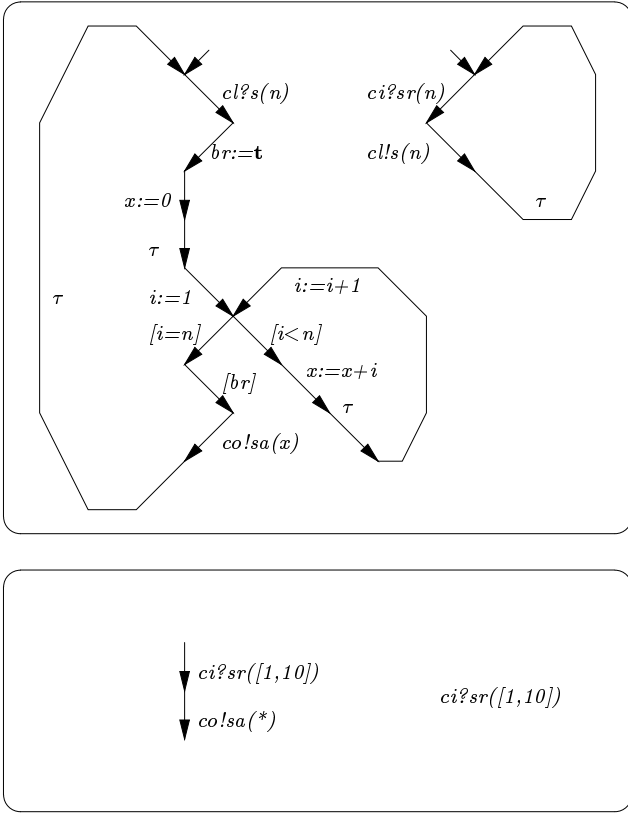 cl?s(n) ci?sr(n)
br:=t cl!s(n)
x:=0 τ
τ
i:=1 i:=i+1
τ
[i=n] [i<n]
x:=x+i
[br] τ
co!sa(x)
ci?sr([1,10])
ci?sr([1,10])
co!sa(*)